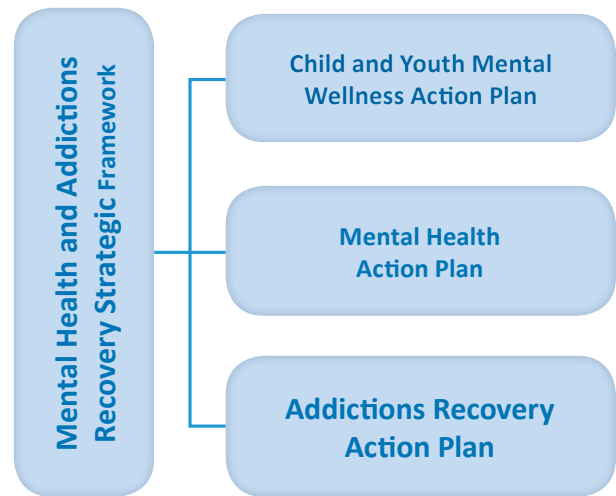 Mental Health and Addictions
Recovery Strategic Framework
Child and Youth Mental
Wellness Action Plan
Mental Health
Action Plan
Addictions Recovery
Action Plan